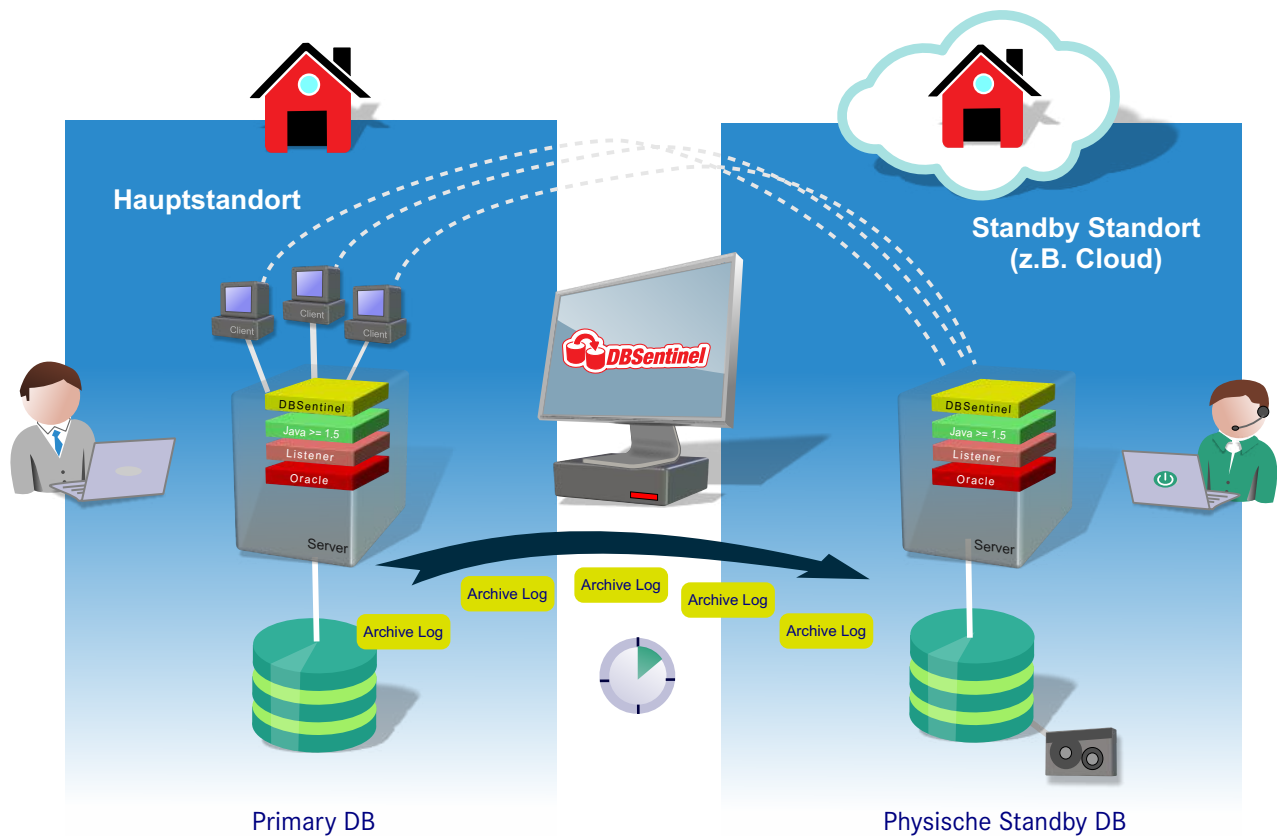 Hauptstandort
Standby Standort
(z.B. Cloud)
Client
Client
Client
DBSentinel
DBSentinel
Java >= 1.5
Listener
Oracle
Server
DBSentinel
Java >= 1.5
Listener
Oracle
Server
Archive Log
Archive Log
Archive Log
Archive Log
Archive Log
Primary DB
Physische Standby DB